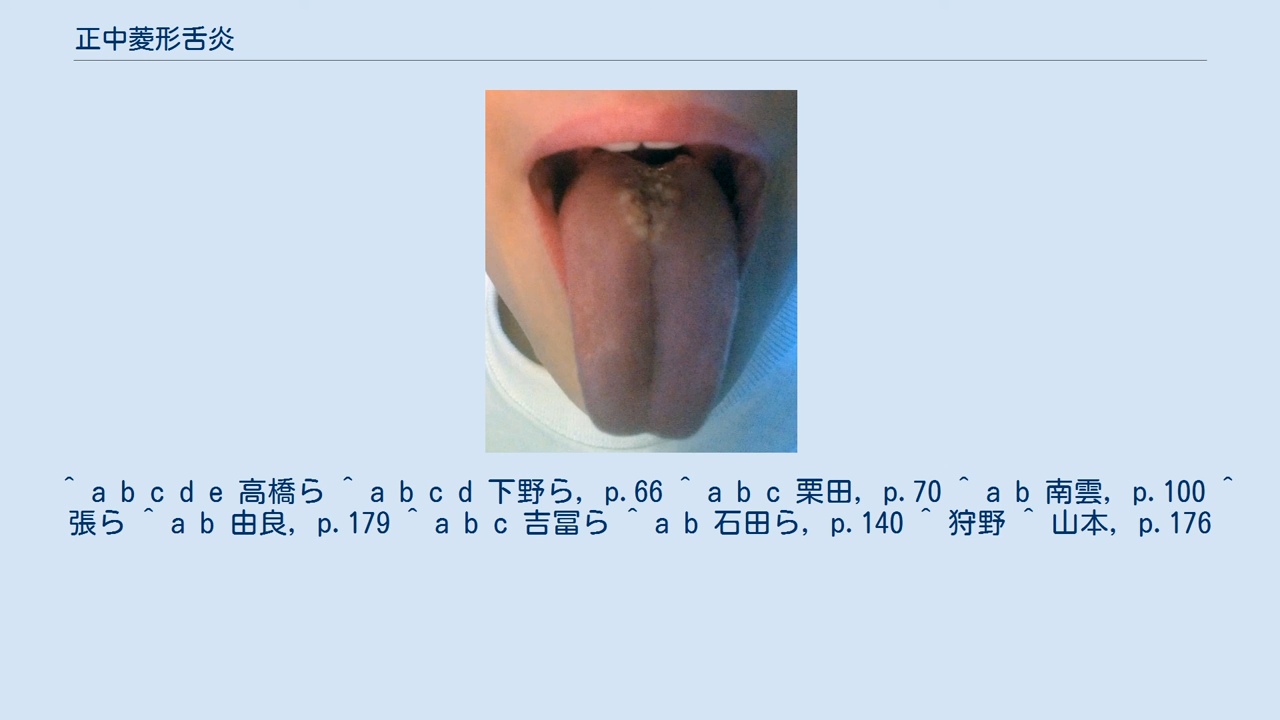 正中菱形舌炎
^ a b c d e 高橋ら ^ a b c d 下野ら, p.66 ^ a b c 栗田, p.70 ^ a b 南雲, p.100 ^
張ら ^ a b 由良, p.179 ^ a b c 吉冨ら ^ a b 石田ら, p.140 ^ 狩野 ^ 山本, p.176